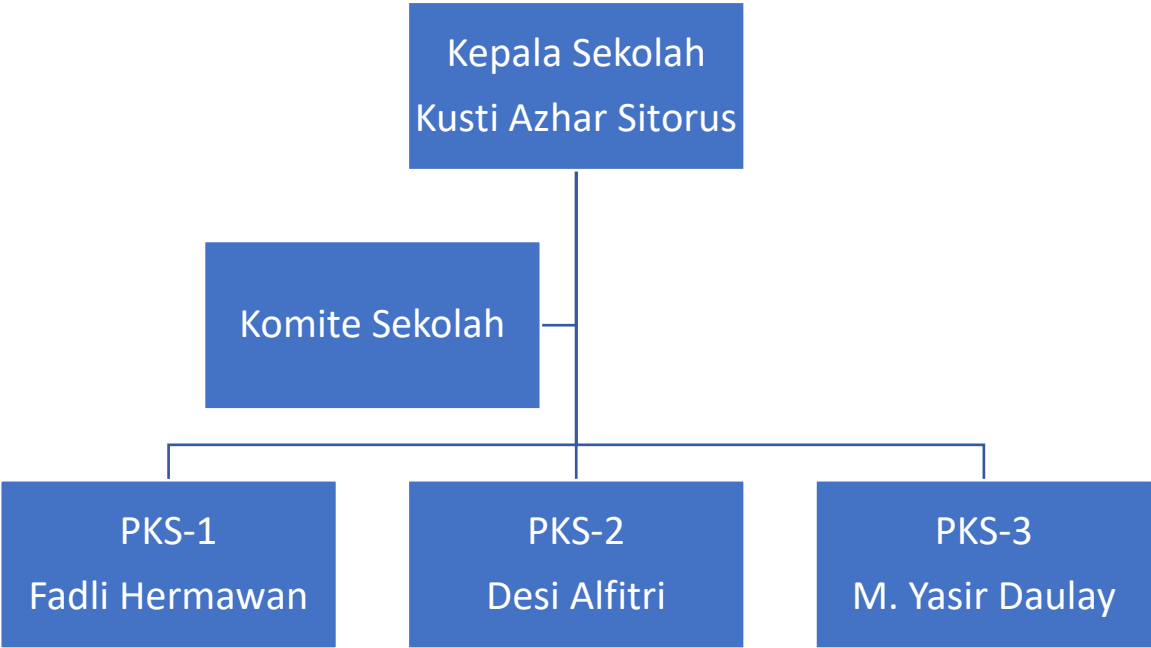 Kepala Sekolah
Kusti Azhar Sitorus
Komite Sekolah
PKS-1
Fadli Hermawan
PKS-2
Desi Alfitri
PKS-3
M. Yasir Daulay